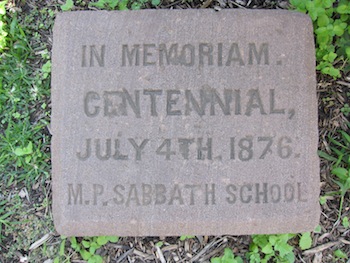 IN MEMORIAM.
CENTENNIAL,
JULY 4TH. 1876.
M.P. SABBATH SCHOOL